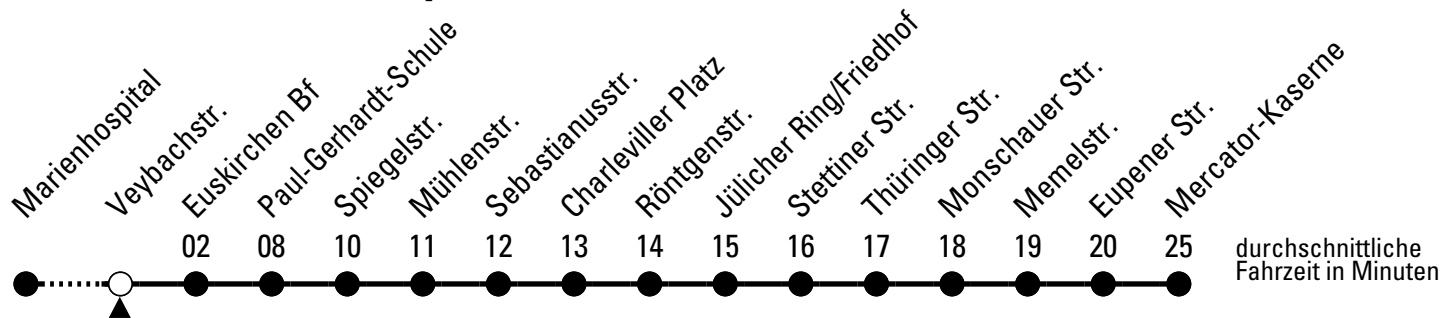 Marienhospital
Veybachstr.
Euskirchen Bf
Paul-Gerhardt-Schule
Spiegelstr.
Mühlenstr.
Sebastianusstr.
Charleviller Platz
Röntgenstr.
Jülicher Ring/Friedhof
Stettiner Str.
Thüringer Str.
Monschauer Str.
Memelstr.
Eupener Str.
Mercator-Kaserne
02 08 10 11 12 13 14 15 16 17 18 19 20 25
durchschnittliche
Fahrzeit in Minuten